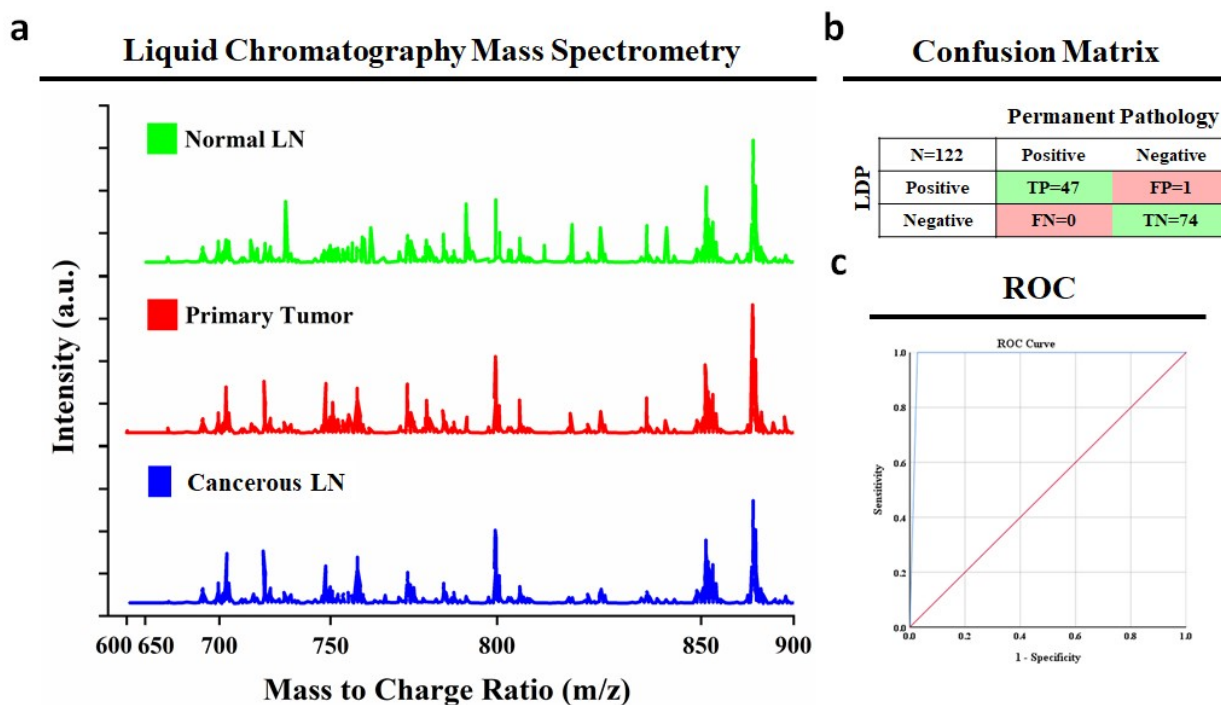 a
Liquid Chromatography Mass Spectrometry
Normal LN
Primary Tumor
Cancerous LN
Intensity (a.u.)
600 650 700 750 800 850 900
Mass to Charge Ratio (m/z)
b
Confusion Matrix
Permanent Pathology
LDP
N=122 Positive Negative
Positive TP=47 FP=1
Negative FN=0 TN=74
c
ROC
ROC Curve
Sensitivity
1.0
0.8
0.6
0.4
0.2
0.0
0.0 0.2 0.4 0.6 0.8 1.0
1 - Specificity